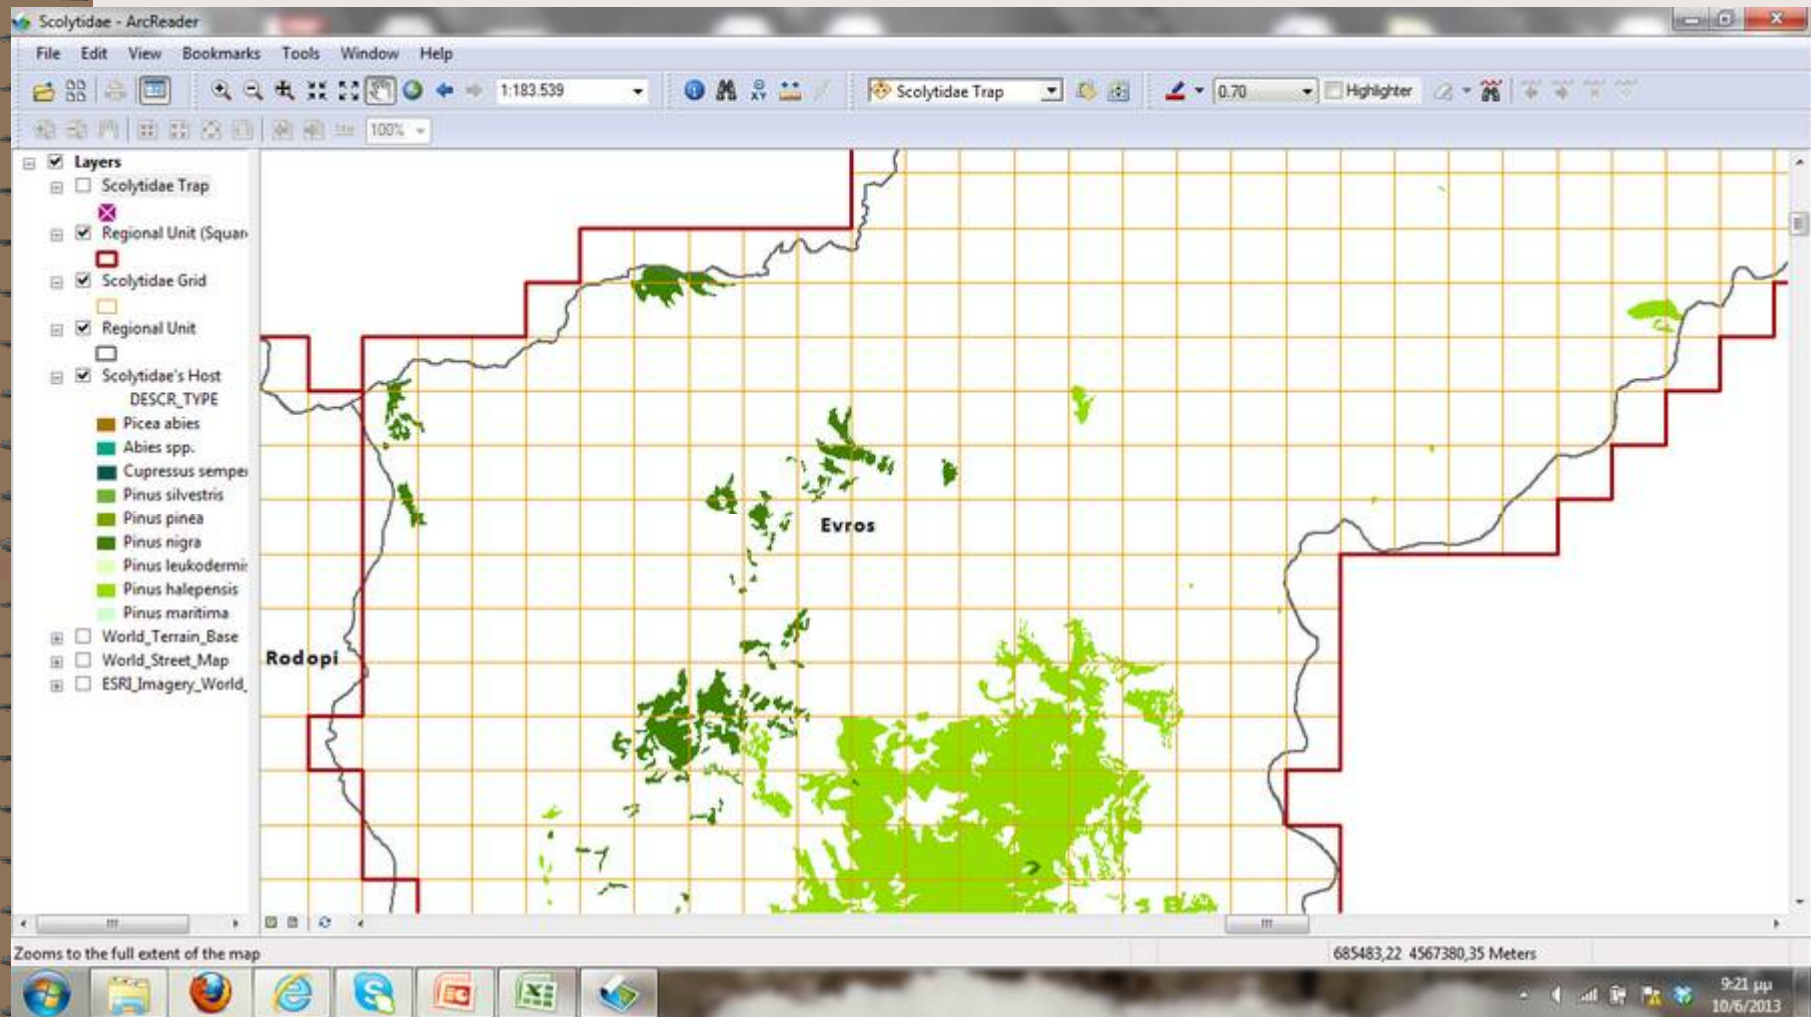 Scolytidae - ArcReader
File Edit View Bookmarks Tools Window Help
1:183.539 Scolytidae Trap 0.70 Highlighter
100%
Layers
Scolytidae Trap
Regional Unit (Squar
Scolytidae Grid
Regional Unit
Scolytidae's Host
DESCR_TYPE
Picea abies
Abies spp.
Cupressus semper
Pinus silvestris
Pinus pinea
Pinus nigra
Pinus leukodermi
Pinus halepensis
Pinus maritima
World_Terrain_Base
World_Street_Map
ESRI_Imagery_World_
Evros
Rodopi
Zooms to the full extent of the map
685483,22 4567380,35 Meters
9:21 μμ
10/6/2013